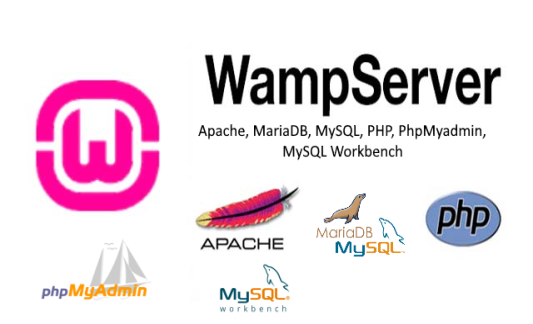 WampServer
Apache, MariaDB, MySQL, PHP, PhpMyadmin,
MySQL Workbench
W
APACHE
MariaDB
MySQL
php
phpMyAdmin
MySQL
workbench